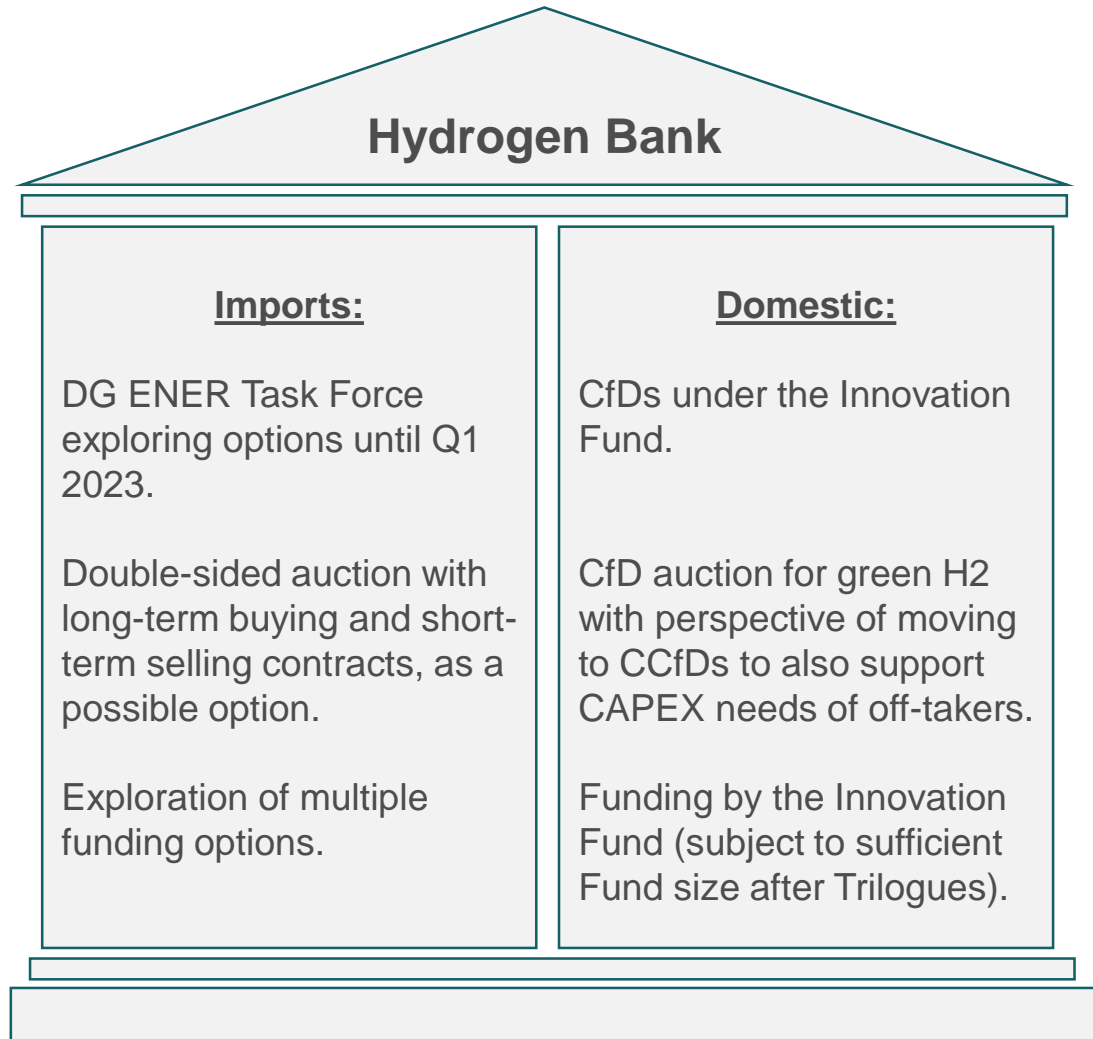 Hydrogen Bank
Imports:
DG ENER Task Force
exploring options until Q1
2023.
Double-sided auction with
long-term buying and short-
term selling contracts, as a
possible option.
Exploration of multiple
funding options.
Domestic:
CfDs under the Innovation
Fund.
CfD auction for green H2
with perspective of moving
to CCfDs to also support
CAPEX needs of off-takers.
Funding by the Innovation
Fund (subject to sufficient
Fund size after Trilogues).